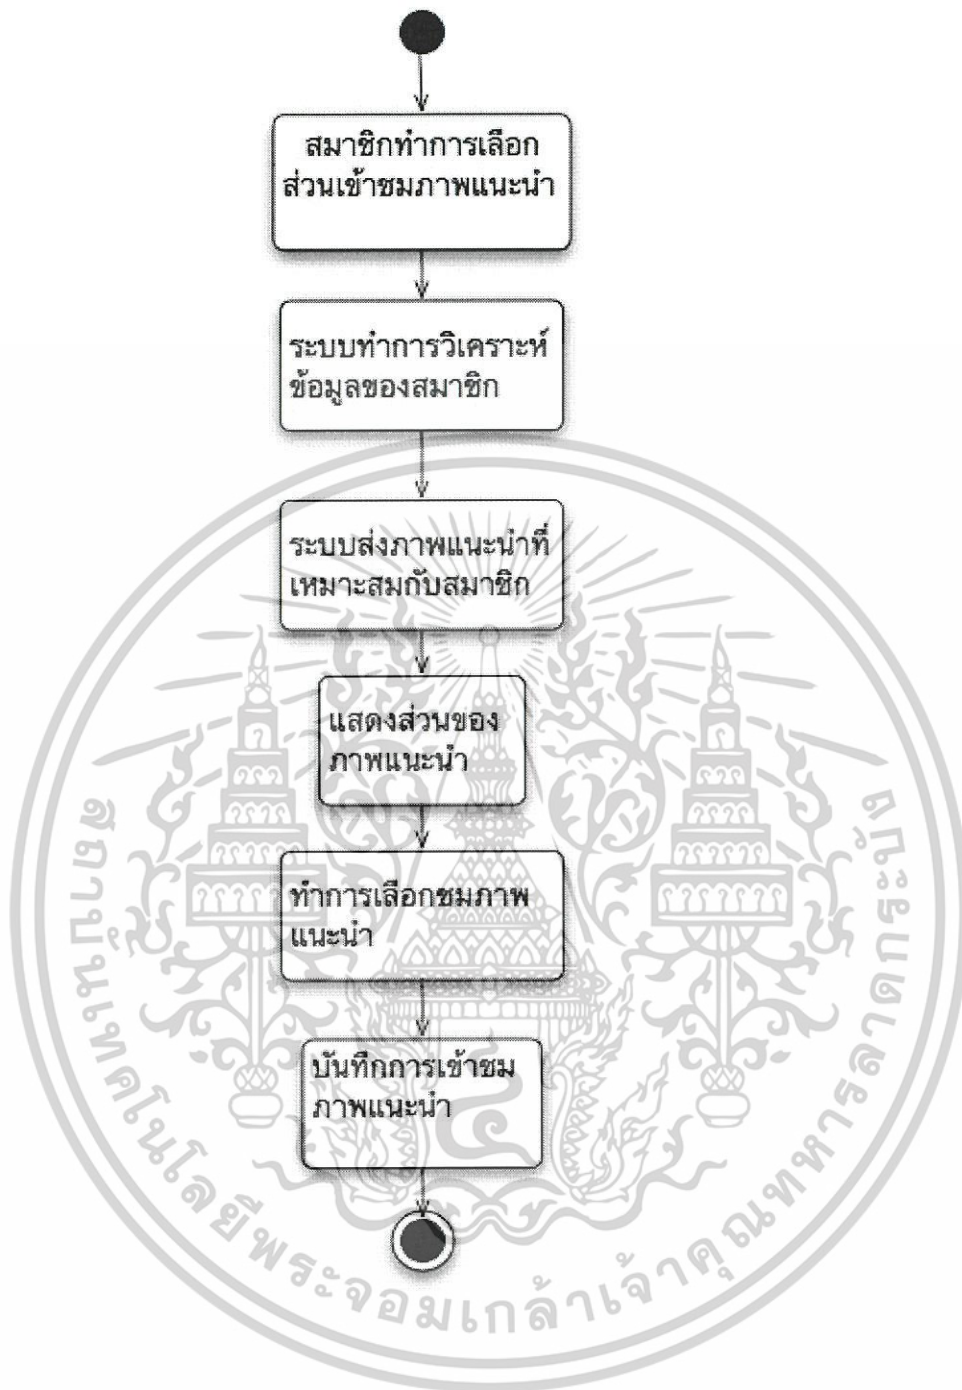 สมาชิกทำการเลือก
ส่วนเข้าชมภาพแนะนำ
ระบบทำการวิเคราะห์
ข้อมูลของสมาชิก
ระบบส่งภาพแนะนำที่
เหมาะสมกับสมาชิก
แสดงส่วนของ
ภาพแนะนำ
ทำการเลือกชมภาพ
แนะนำ
บันทึกการเข้าชม
ภาพแนะนำ
สถาบันเทคโนโลยีพระจอมเกล้าเจ้าคุณทหารลาดกระบัง